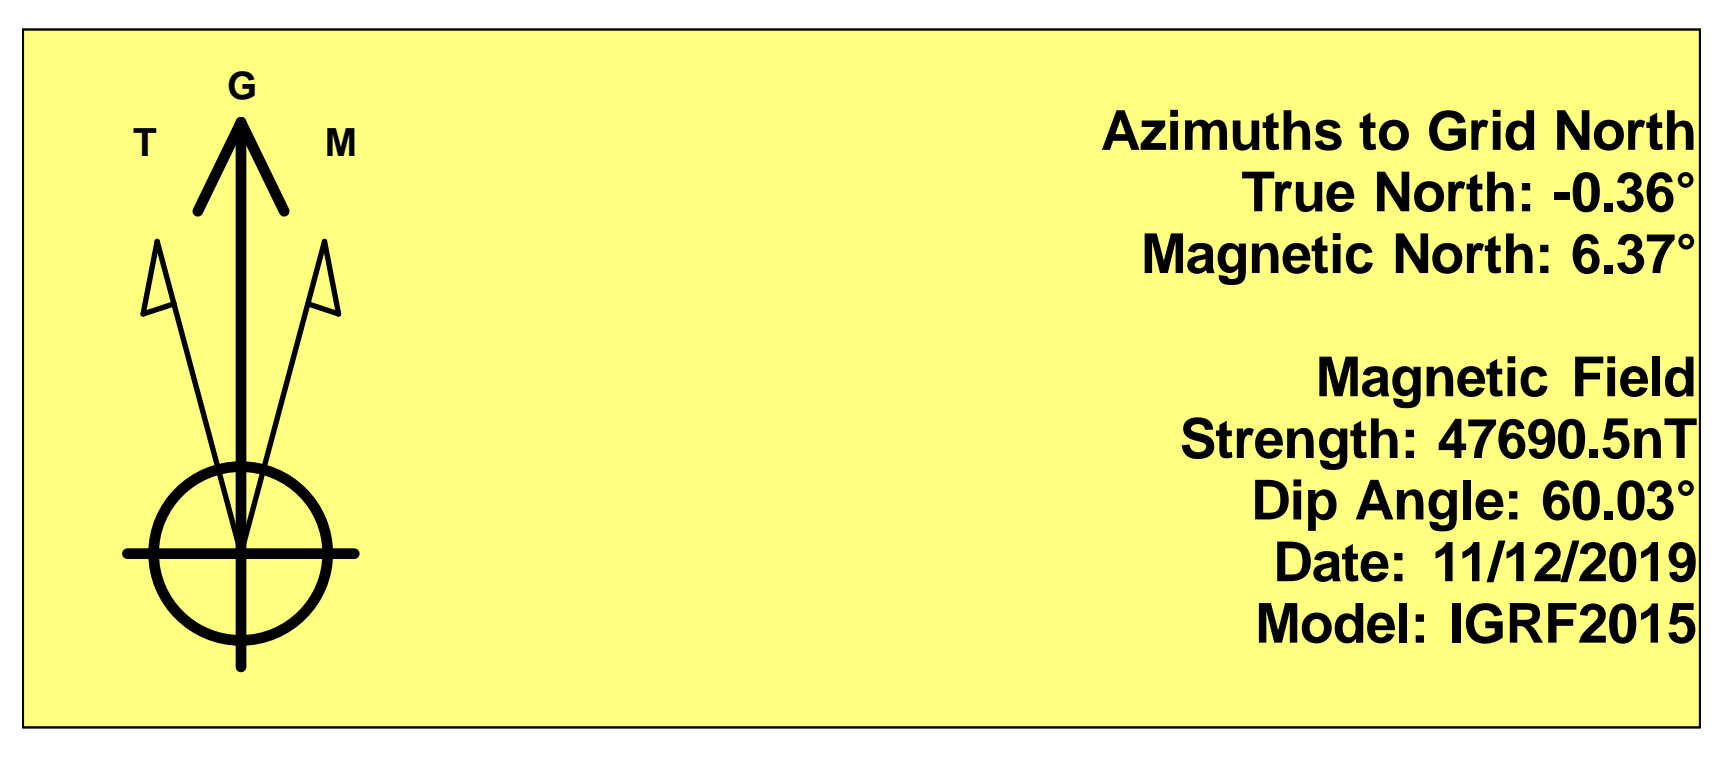 G
T
M
Azimuths to Grid North
True North: -0.36°
Magnetic North: 6.37°
Magnetic Field
Strength: 47690.5nT
Dip Angle: 60.03°
Date: 11/12/2019
Model: IGRF2015